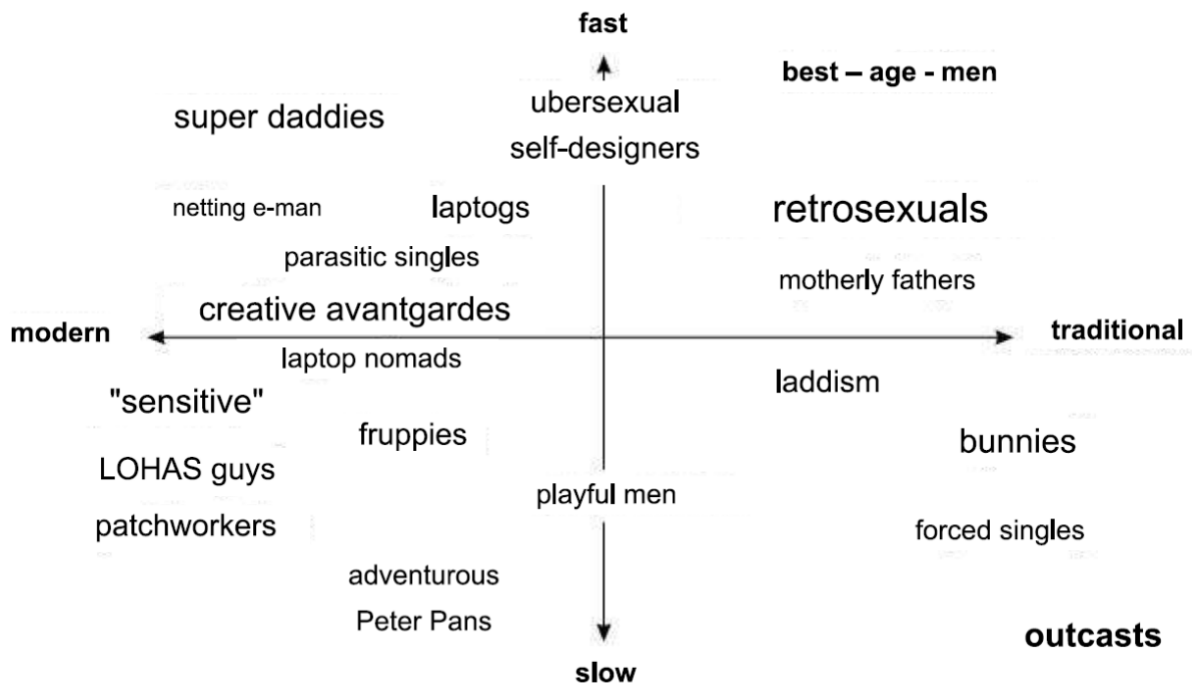 fast
best – age - men
ubersexual
super daddies
self-designers
netting e-man
laptogs
retrosexuals
parasitic singles
motherly fathers
creative avantgardes
modern
traditional
laptop nomads
laddism
"sensitive"
fruppies
bunnies
LOHAS guys
playful men
patchworkers
forced singles
adventurous
Peter Pans
outcasts
slow